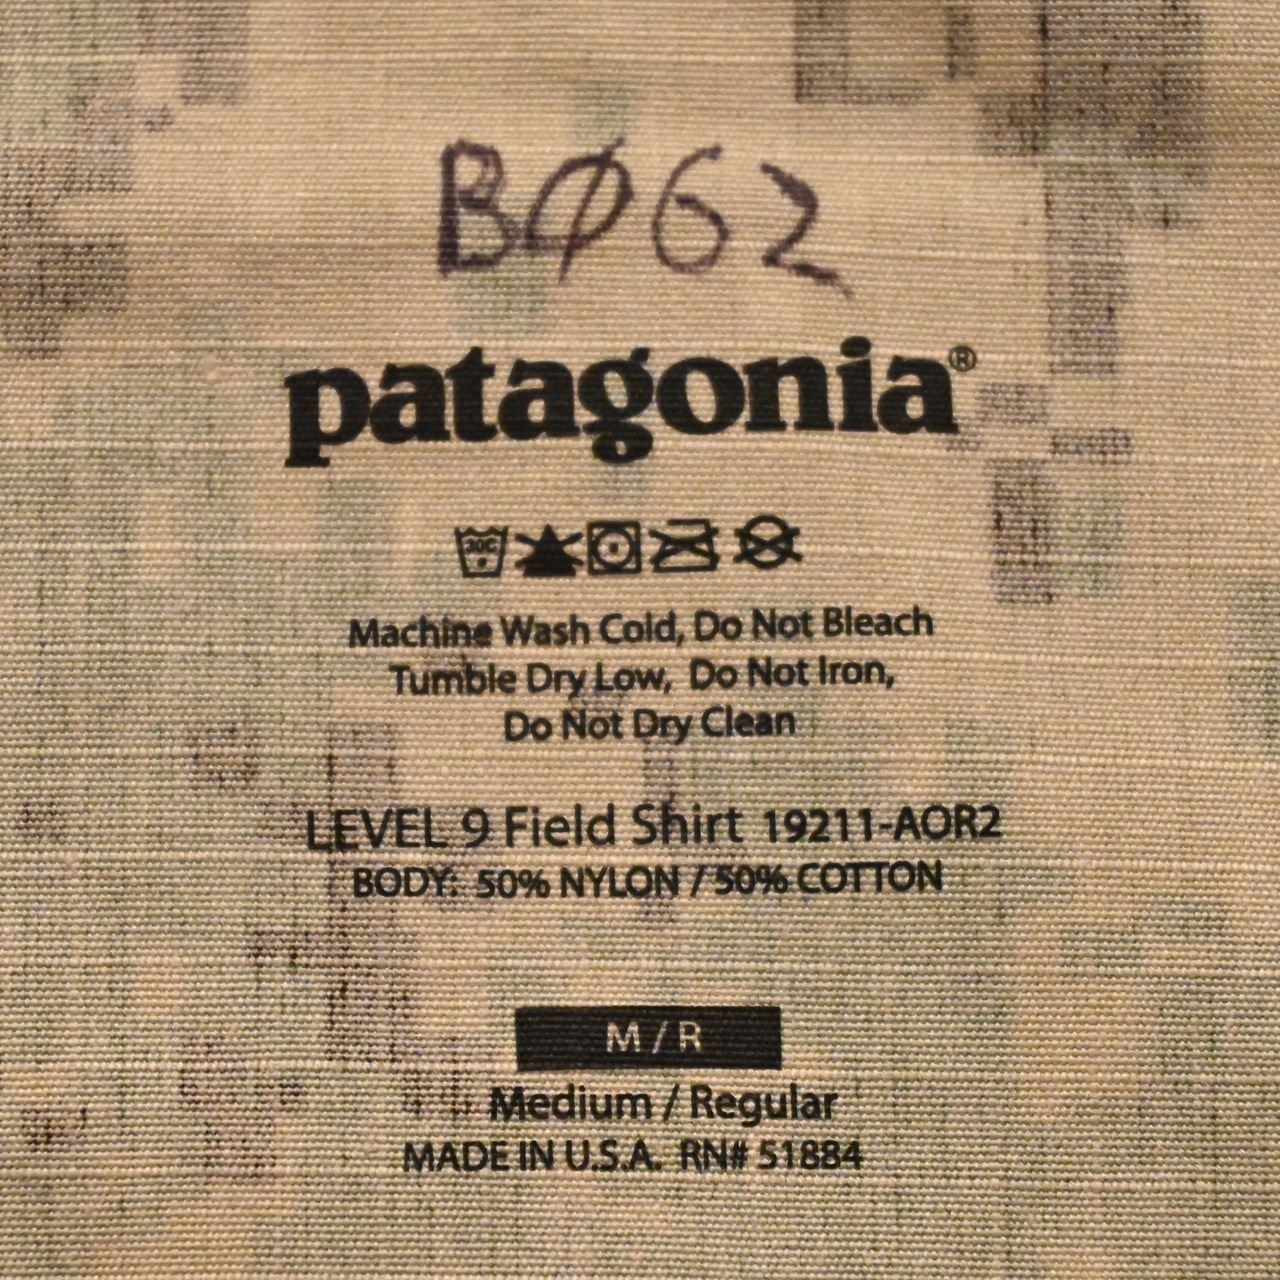 BØ62
patagonia®
30C
Machine Wash Cold, Do Not Bleach
Tumble Dry Low, Do Not Iron,
Do Not Dry Clean
LEVEL 9 Field Shirt 19211-AOR2
BODY: 50% NYLON / 50% COTTON
M / R
Medium / Regular
MADE IN U.S.A. RN# 51884